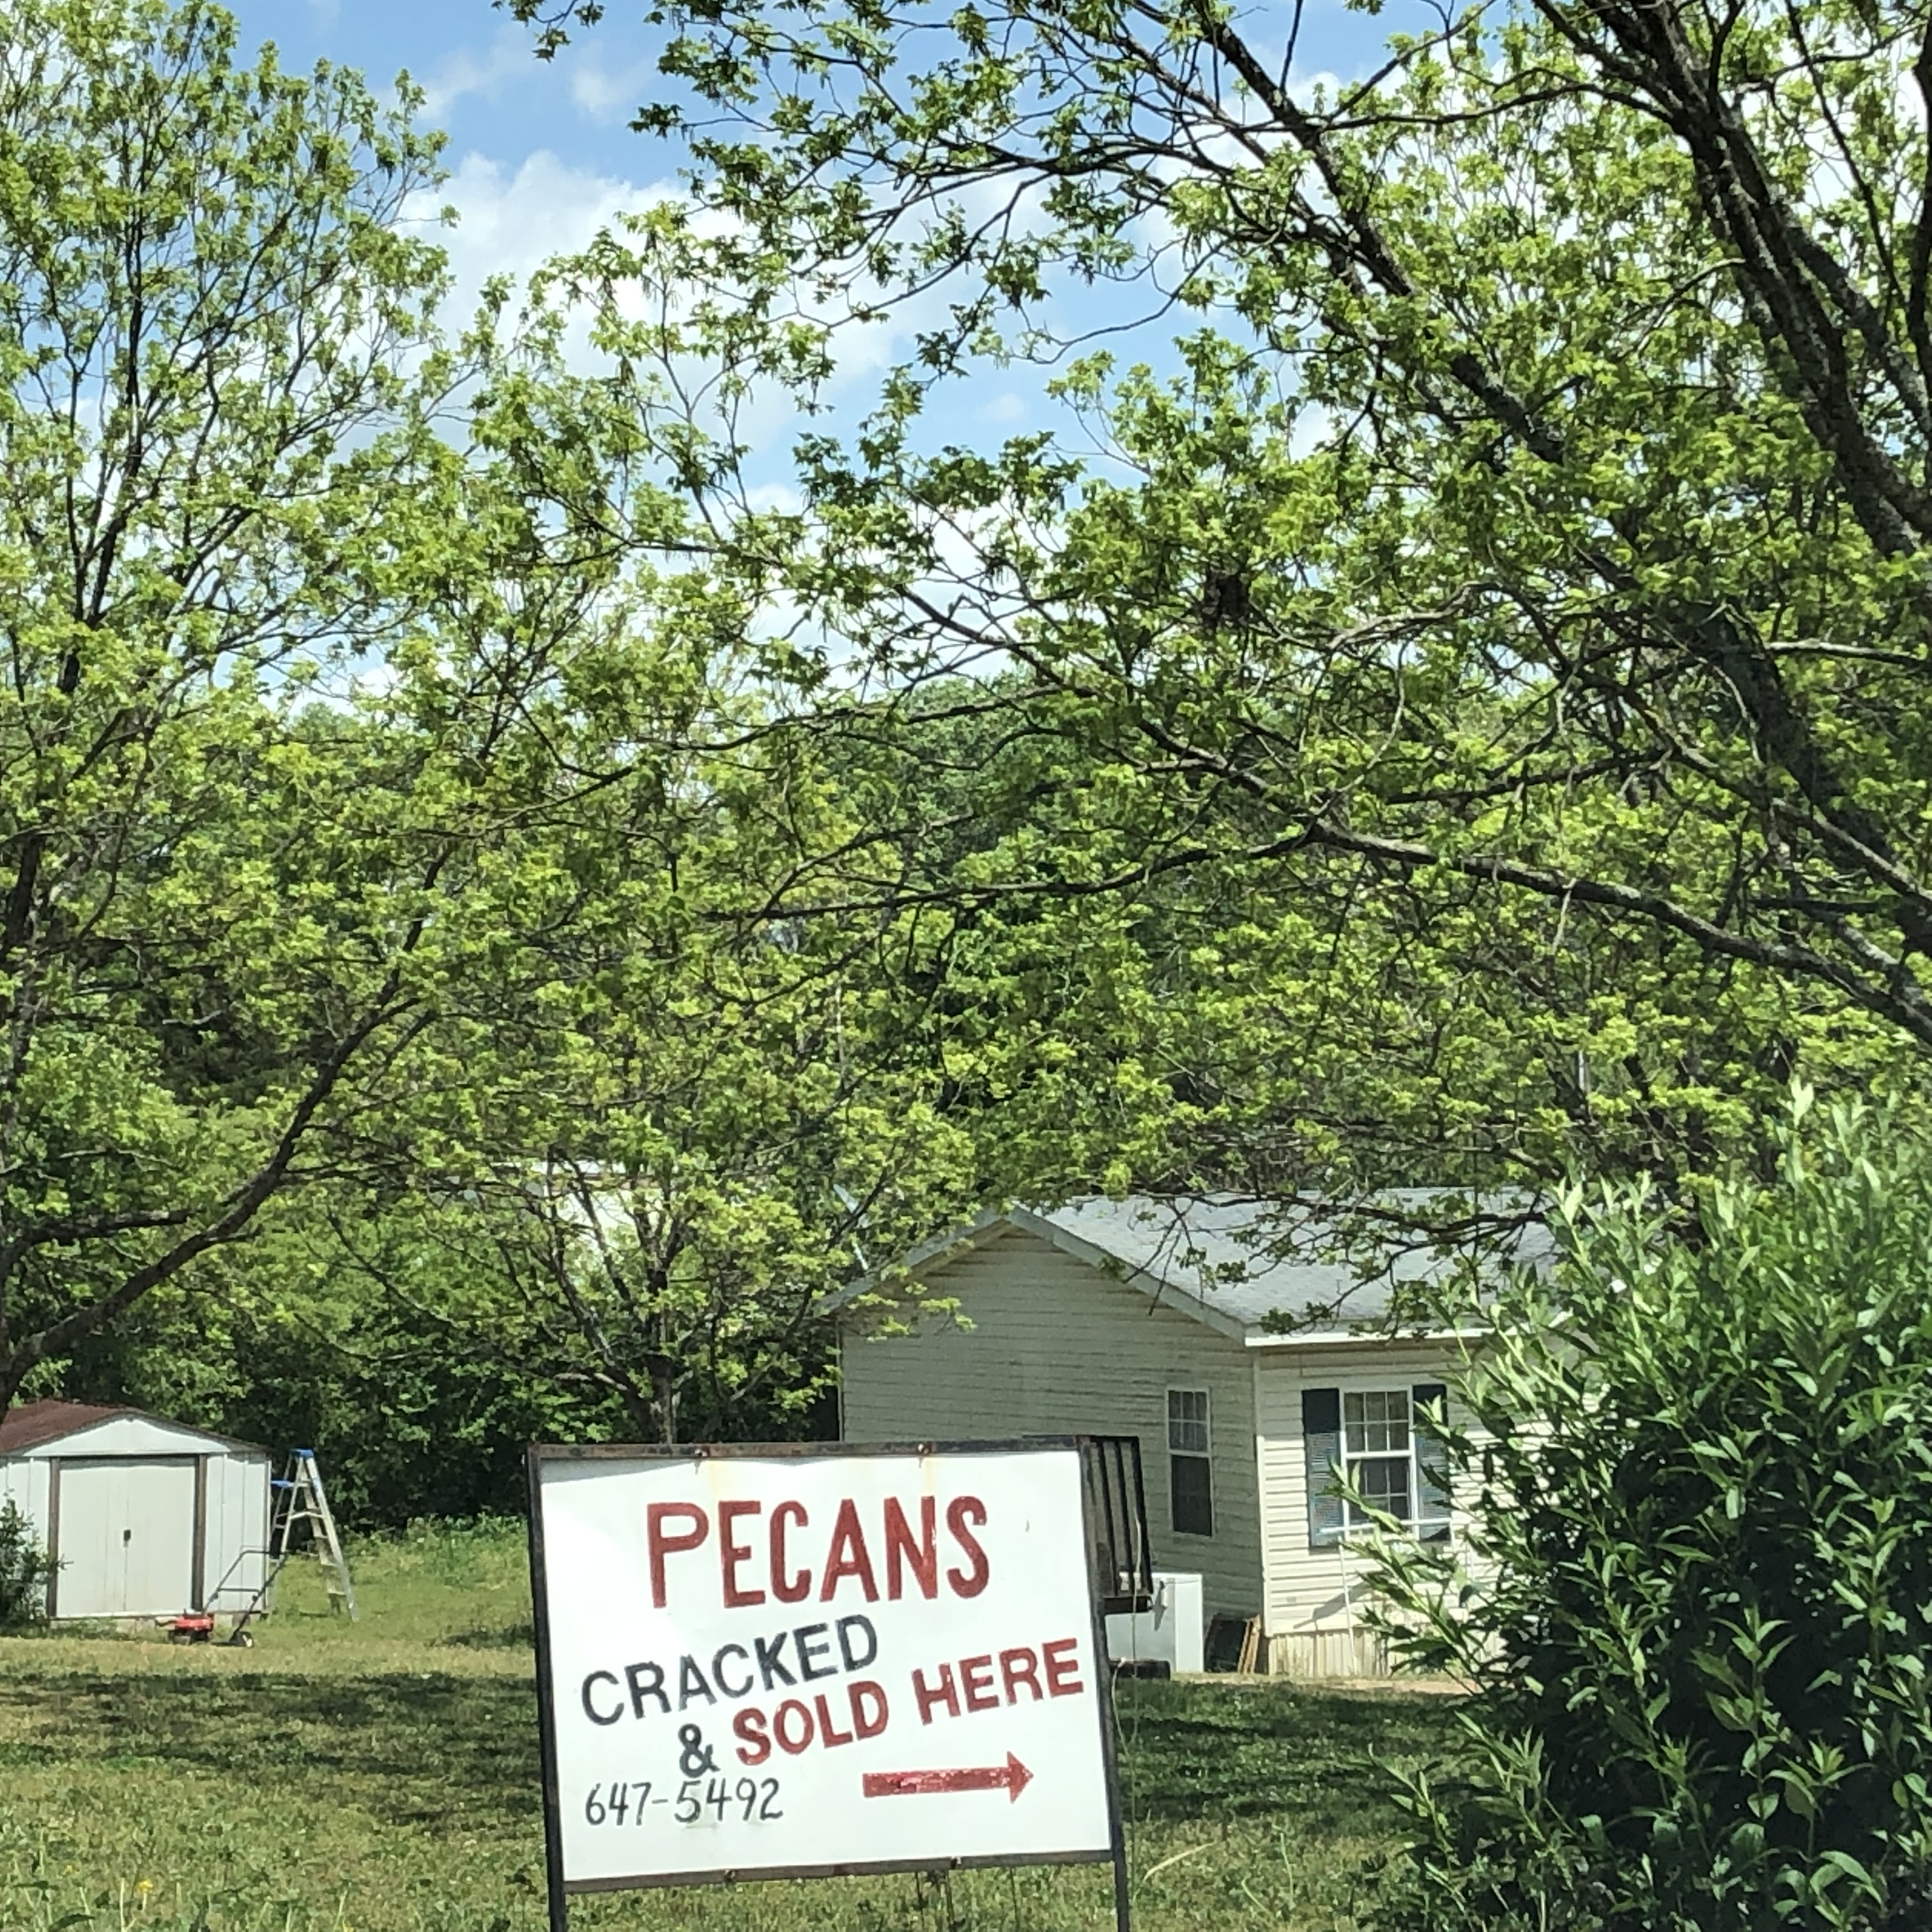 PECANS
CRACKED
& SOLD HERE
647-5492